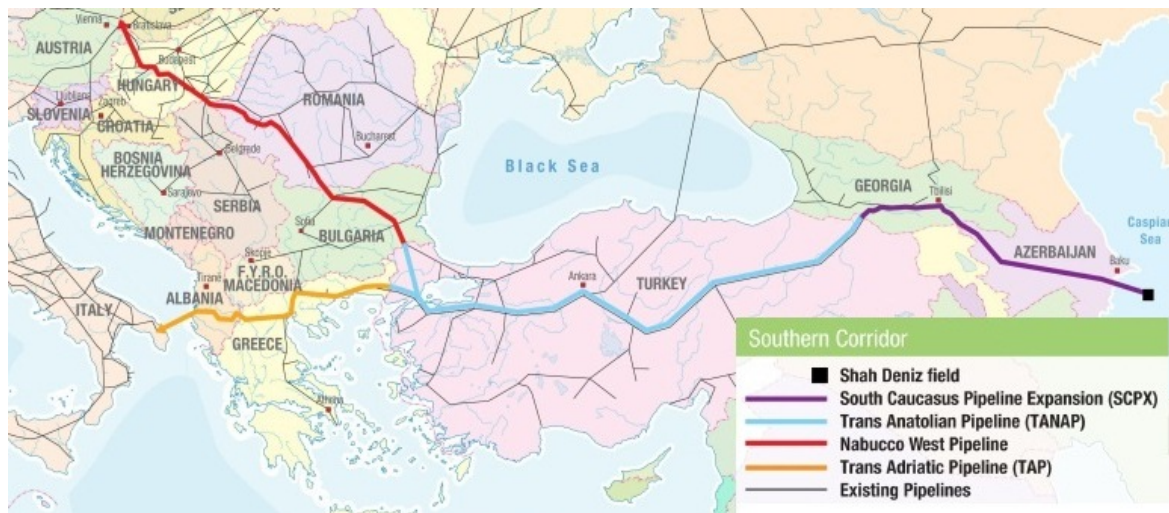 Vienna
Bratislava
AUSTRIA
Budapest
HUNGARY
Ljubljana
SLOVENIA
Zagreb
CROATIA
ROMANIA
Bucharest
BOSNIA
HERZEGOVINA
Belgrade
Sarajevo
SERBIA
MONTENEGRO
Sofia
BULGARIA
Skopje
F.Y.R.O.
MACEDONIA
Tirane
ALBANIA
ITALY
GREECE
Athens
Black Sea
Ankara
TURKEY
GEORGIA
Tbilisi
AZERBAIJAN
Baku
Caspian
Sea
Southern Corridor
Shah Deniz field
South Caucasus Pipeline Expansion (SCPX)
Trans Anatolian Pipeline (TANAP)
Nabucco West Pipeline
Trans Adriatic Pipeline (TAP)
Existing Pipelines